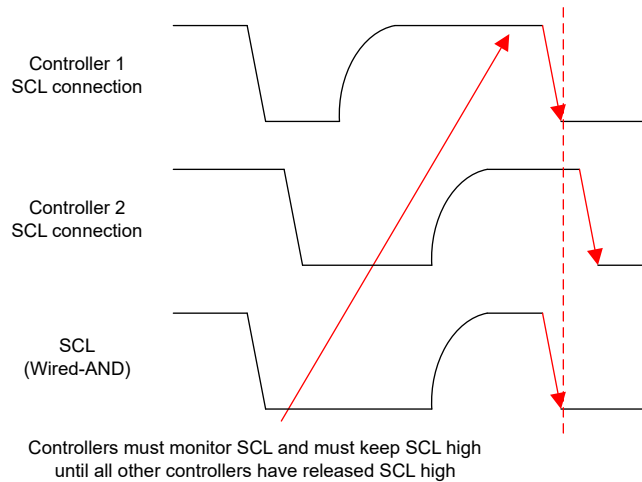 Controller 1
SCL connection
Controller 2
SCL connection
SCL
(Wired-AND)
Controllers must monitor SCL and must keep SCL high
until all other controllers have released SCL high